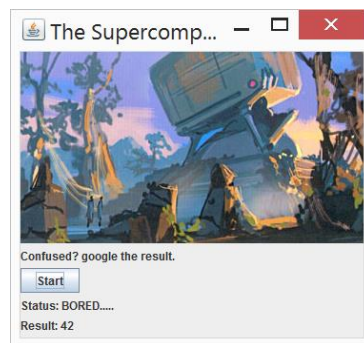 The Supercomp...
Confused? google the result.
Start
Status: BORED.....
Result: 42